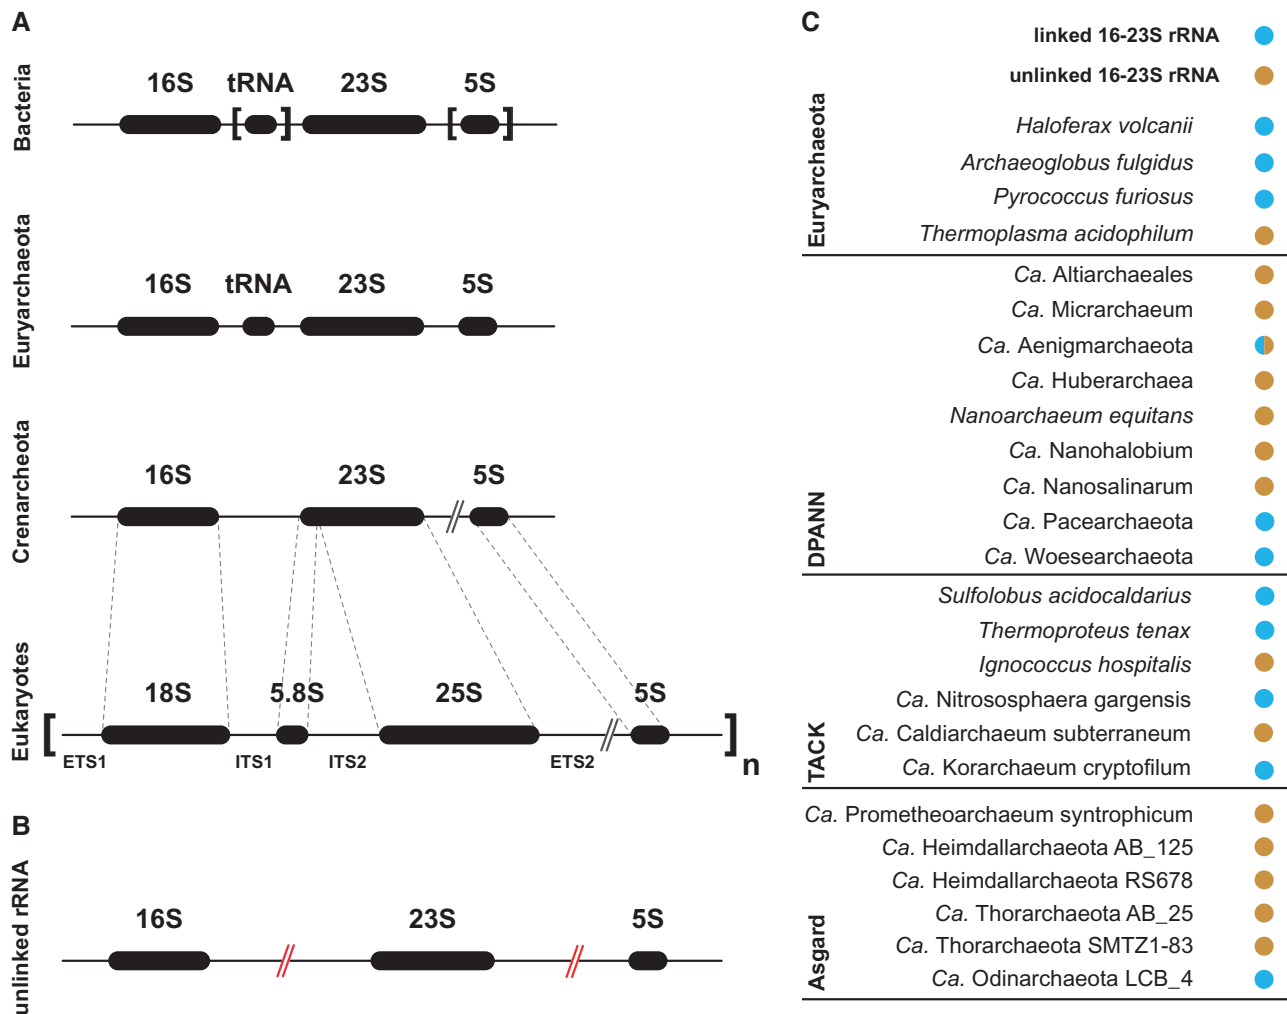 A
Bacteria
16S tRNA 23S 5S
[ ] [ ]
Euryarchaeota
16S tRNA 23S 5S
Crenarcheota
16S 23S 5S
Eukaryotes
18S 5.8S 25S 5S
[ ] n
ETS1 ITS1 ITS2 ETS2
B
unlinked rRNA
16S 23S 5S
C
linked 16-23S rRNA
unlinked 16-23S rRNA
Euryarchaeota
Haloferax volcanii
Archaeoglobus fulgidus
Pyrococcus furiosus
Thermoplasma acidophilum
DPANN
Ca. Altiarchaeales
Ca. Micrarchaeum
Ca. Aenigmarchaeota
Ca. Huberarchaea
Nanoarchaeum equitans
Ca. Nanohalobium
Ca. Nanosalinarum
Ca. Pacearchaeota
Ca. Woesearchaeota
TACK
Sulfolobus acidocaldarius
Thermoproteus tenax
Ignococcus hospitalis
Ca. Nitrososphaera gargensis
Ca. Caldiarchaeum subterraneum
Ca. Korarchaeum cryptofilum
Asgard
Ca. Prometheoarchaeum syntrophicum
Ca. Heimdallarchaeota AB_125
Ca. Heimdallarchaeota RS678
Ca. Thorarchaeota AB_25
Ca. Thorarchaeota SMTZ1-83
Ca. Odinarchaeota LCB_4